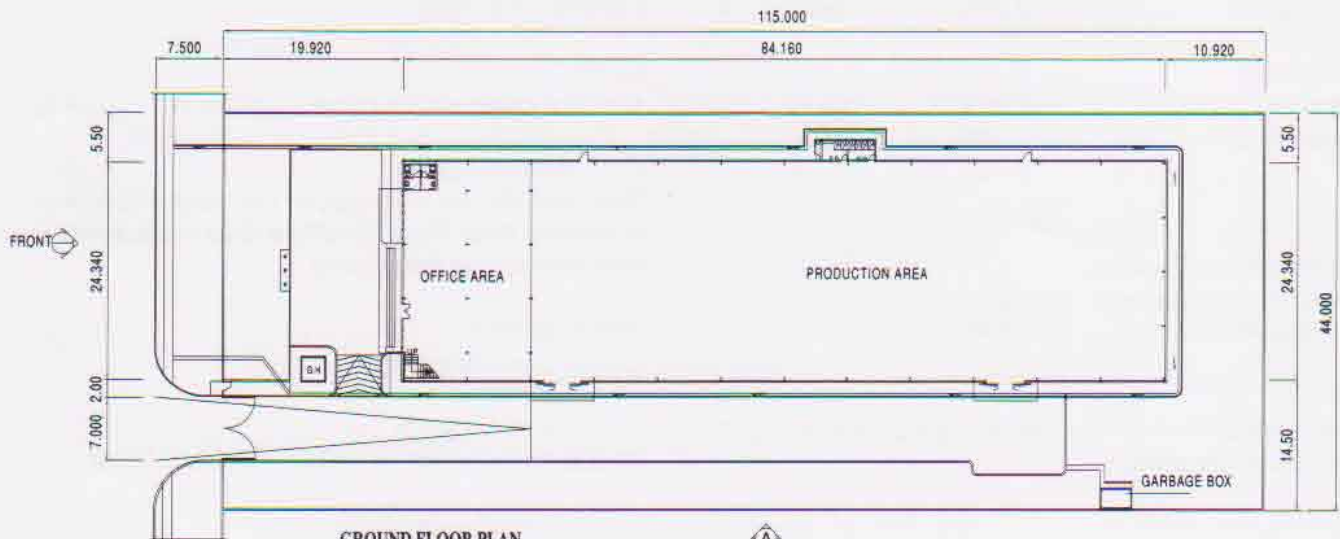 115.000
7.500 19.920 84.160 10.920
5.50
24.340
2.00
7.000
FRONT
OFFICE AREA
PRODUCTION AREA
G.H
5.50
24.340
14.50
44.000
GARBAGE BOX
GROUND FLOOR PLAN
A